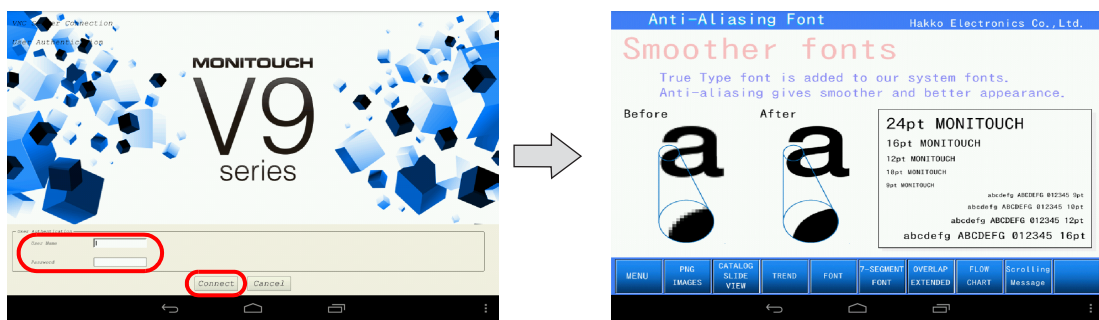 VNC Server Connection
User Authentication
MONITOUCH
V9
series
User Authentication
User Name
Password
Connect
Cancel
Anti-Aliasing Font
Hakko Electronics Co.,Ltd.
Smoother fonts
True Type font is added to our system fonts.
Anti-aliasing gives smoother and better appearance.
Before
After
a
a
24pt MONITOUCH
16pt MONITOUCH
12pt MONITOUCH
10pt MONITOUCH
9pt MONITOUCH
abcdefg ABCDEFG 012345 9pt
abcdefg ABCDEFG 012345 10pt
abcdefg ABCDEFG 012345 12pt
abcdefg ABCDEFG 012345 16pt
MENU
PNG
IMAGES
CATALOG
SLIDE
VIEW
TREND
FONT
7-SEGMENT
FONT
OVERLAP
EXTENDED
FLOW
CHART
Scrolling
Message